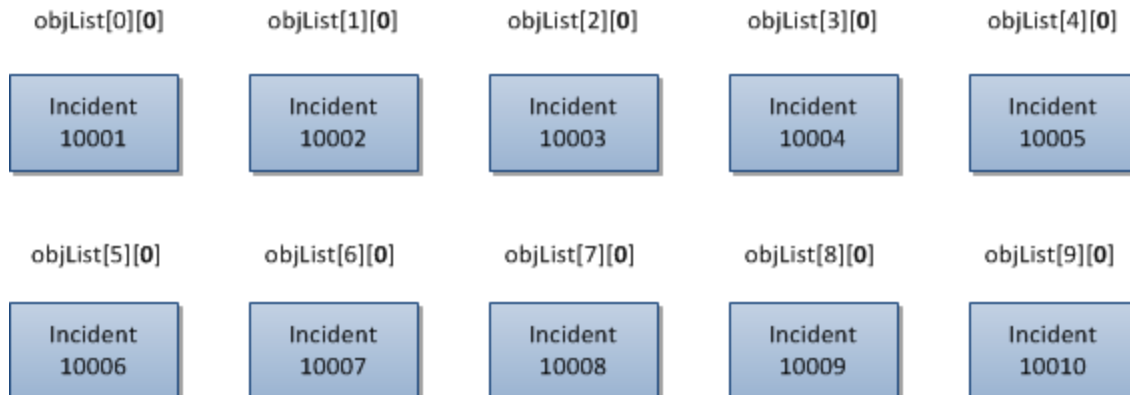 objList[0][0] objList[1][0] objList[2][0] objList[3][0] objList[4][0]
Incident Incident Incident Incident Incident
10001 10002 10003 10004 10005
objList[5][0] objList[6][0] objList[7][0] objList[8][0] objList[9][0]
Incident Incident Incident Incident Incident
10006 10007 10008 10009 10010